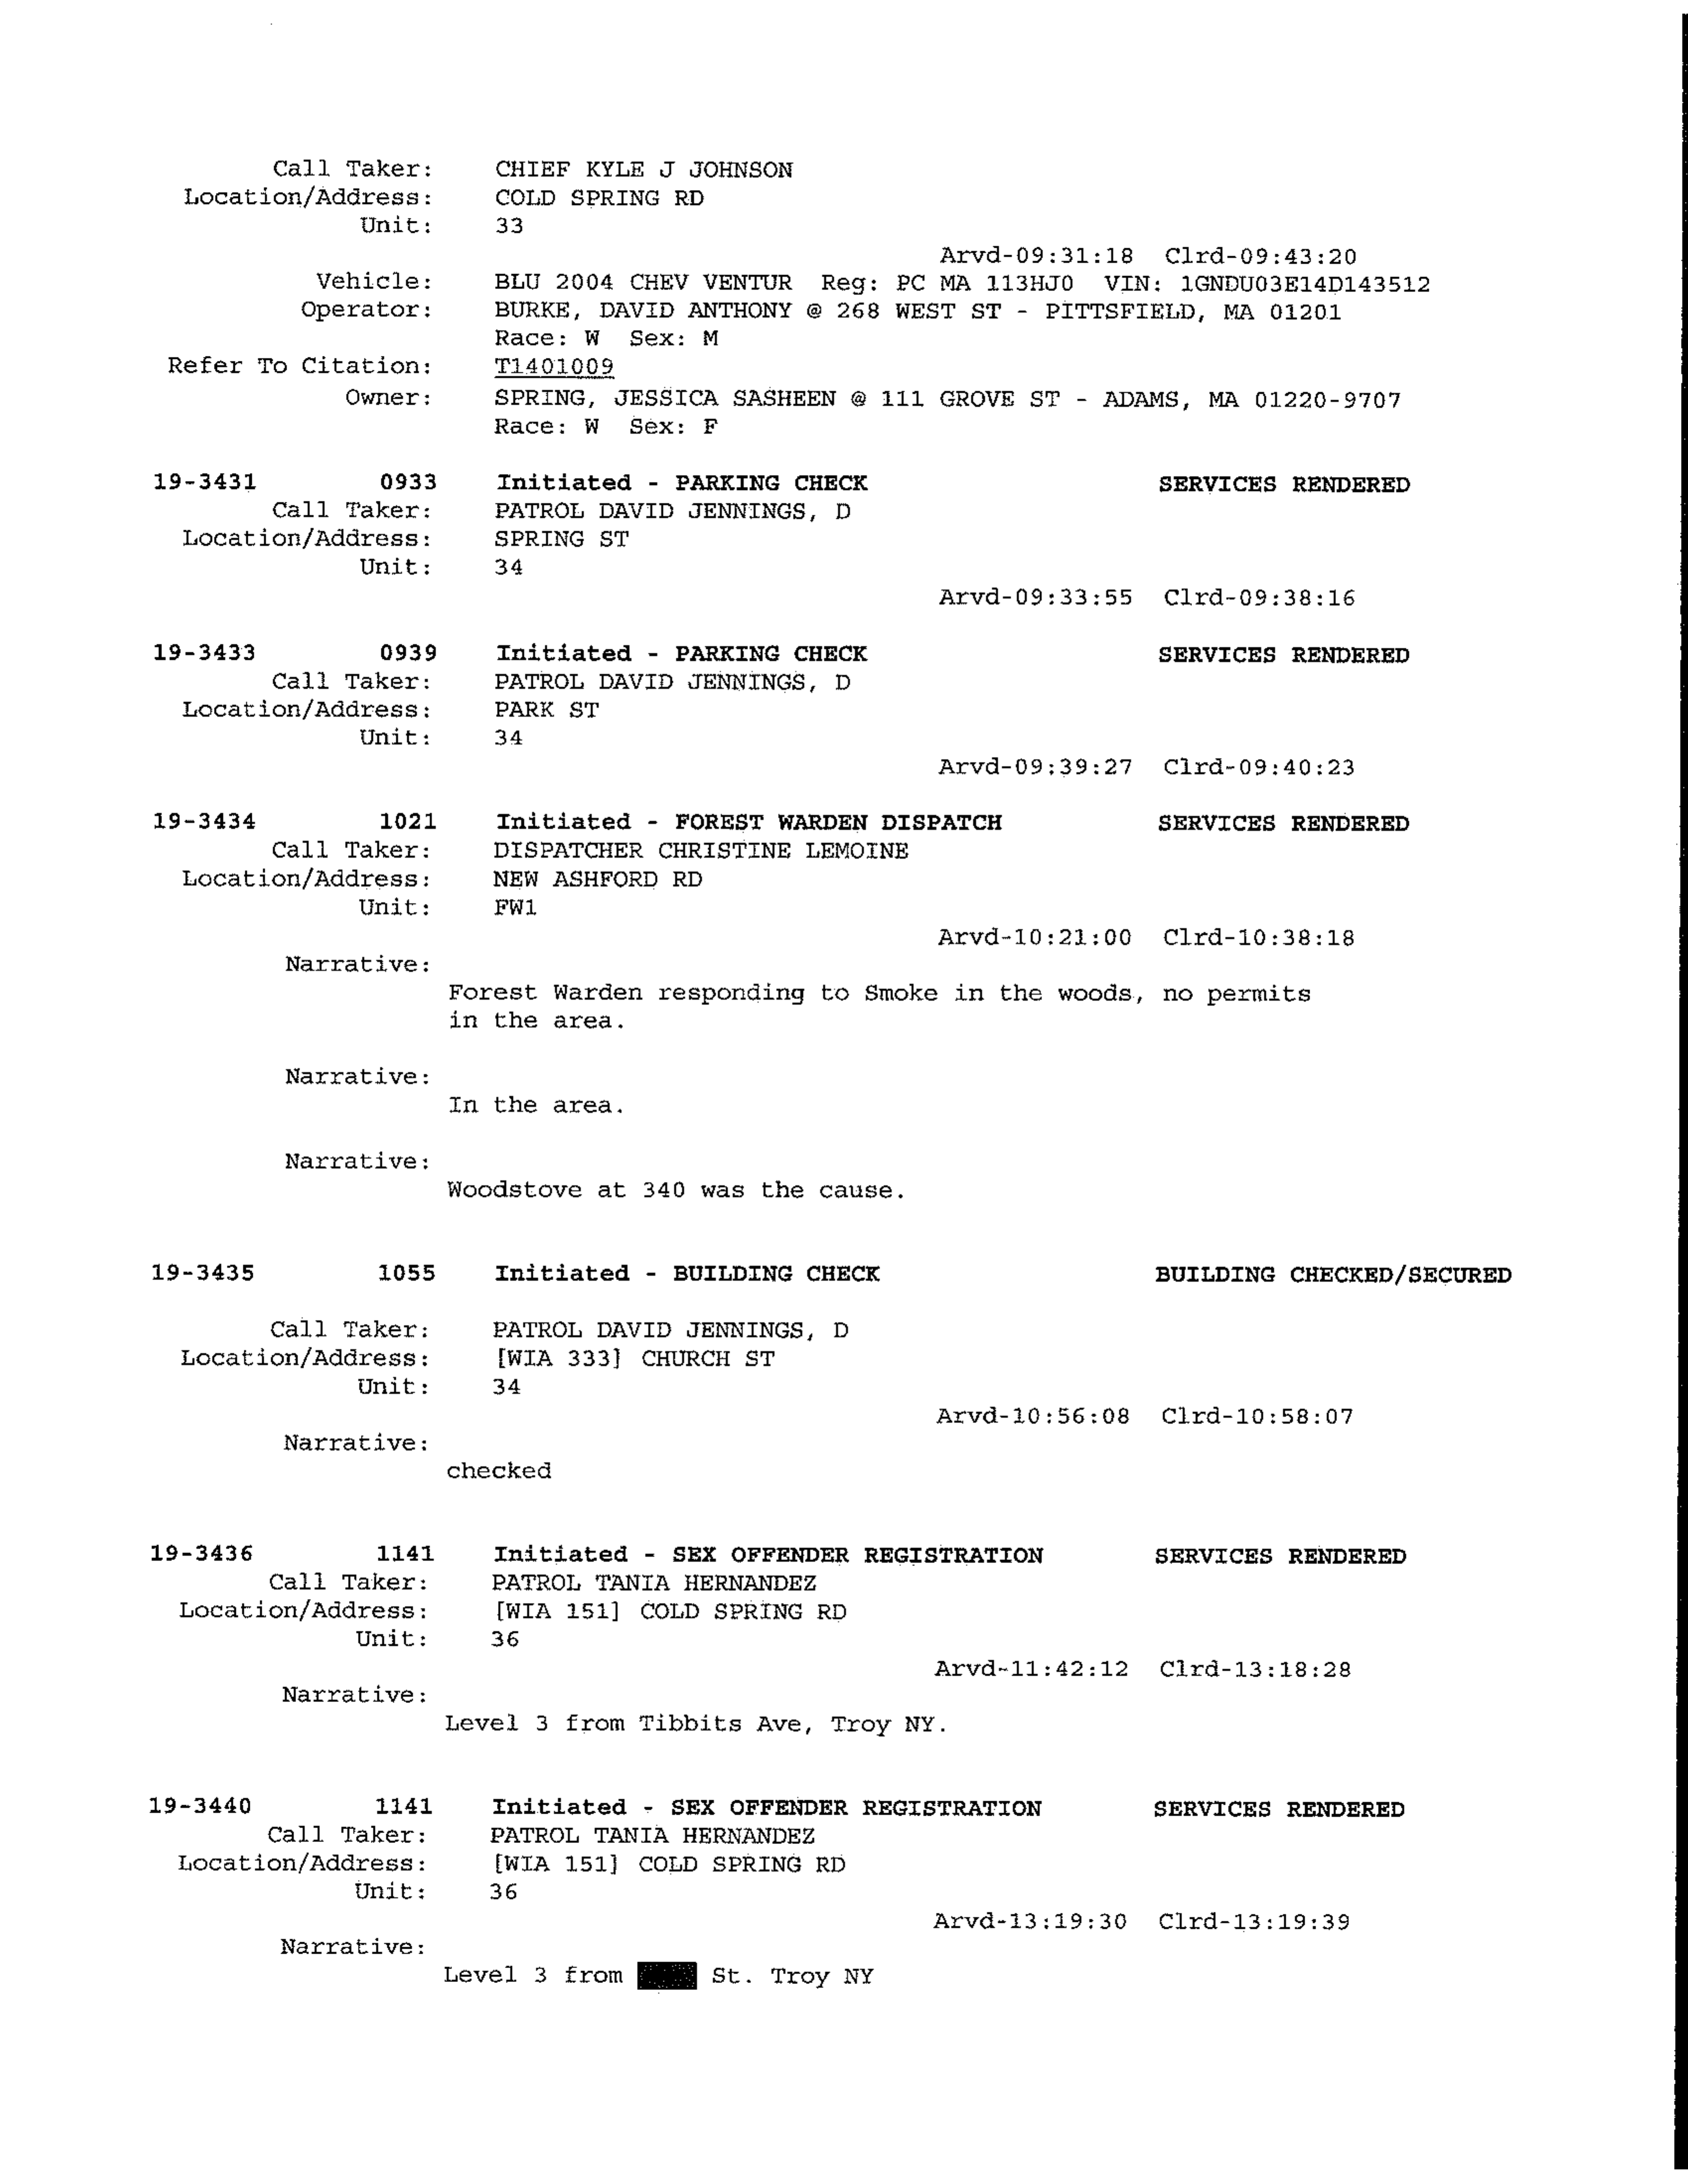 Call Taker: CHIEF KYLE J JOHNSON
Location/Address: COLD SPRING RD
Unit: 33
Arvd-09:31:18 Clrd-09:43:20
Vehicle: BLU 2004 CHEV VENTUR Reg: PC MA 113HJ0 VIN: 1GNDU03E14D143512
Operator: BURKE, DAVID ANTHONY @ 268 WEST ST - PITTSFIELD, MA 01201
Race: W Sex: M
Refer To Citation: T1401009
Owner: SPRING, JESSICA SASHEEN @ 111 GROVE ST - ADAMS, MA 01220-9707
Race: W Sex: F
19-3431 0933 Initiated - PARKING CHECK SERVICES RENDERED
Call Taker: PATROL DAVID JENNINGS, D
Location/Address: SPRING ST
Unit: 34
Arvd-09:33:55 Clrd-09:38:16
19-3433 0939 Initiated - PARKING CHECK SERVICES RENDERED
Call Taker: PATROL DAVID JENNINGS, D
Location/Address: PARK ST
Unit: 34
Arvd-09:39:27 Clrd-09:40:23
19-3434 1021 Initiated - FOREST WARDEN DISPATCH SERVICES RENDERED
Call Taker: DISPATCHER CHRISTINE LEMOINE
Location/Address: NEW ASHFORD RD
Unit: FW1
Arvd-10:21:00 Clrd-10:38:18
Narrative:
Forest Warden responding to Smoke in the woods, no permits
in the area.
Narrative:
In the area.
Narrative:
Woodstove at 340 was the cause.
19-3435 1055 Initiated - BUILDING CHECK BUILDING CHECKED/SECURED
Call Taker: PATROL DAVID JENNINGS, D
Location/Address: [WIA 333] CHURCH ST
Unit: 34
Arvd-10:56:08 Clrd-10:58:07
Narrative:
checked
19-3436 1141 Initiated - SEX OFFENDER REGISTRATION SERVICES RENDERED
Call Taker: PATROL TANIA HERNANDEZ
Location/Address: [WIA 151] COLD SPRING RD
Unit: 36
Arvd-11:42:12 Clrd-13:18:28
Narrative:
Level 3 from Tibbits Ave, Troy NY.
19-3440 1141 Initiated - SEX OFFENDER REGISTRATION SERVICES RENDERED
Call Taker: PATROL TANIA HERNANDEZ
Location/Address: [WIA 151] COLD SPRING RD
Unit: 36
Arvd-13:19:30 Clrd-13:19:39
Narrative:
Level 3 from St. Troy NY